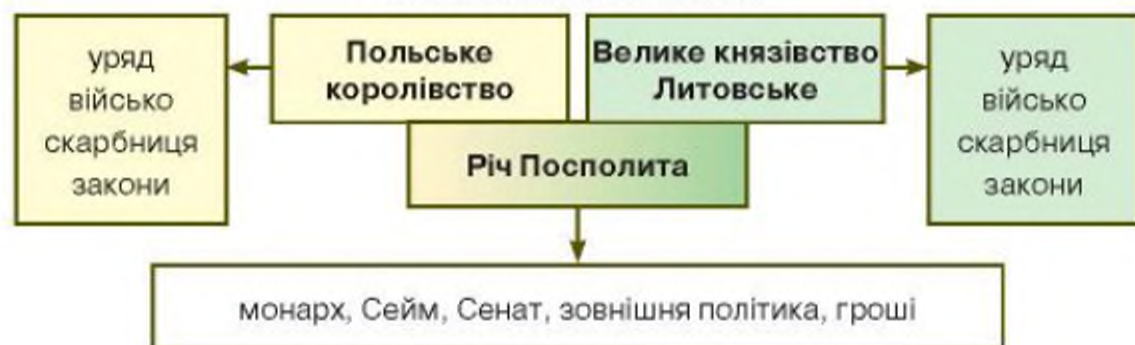 уряд
військо
скарбниця
закони
Польське
королівство
Велике князівство
Литовське
уряд
військо
скарбниця
закони
Річ Посполита
монарх, Сейм, Сенат, зовнішня політика, гроші